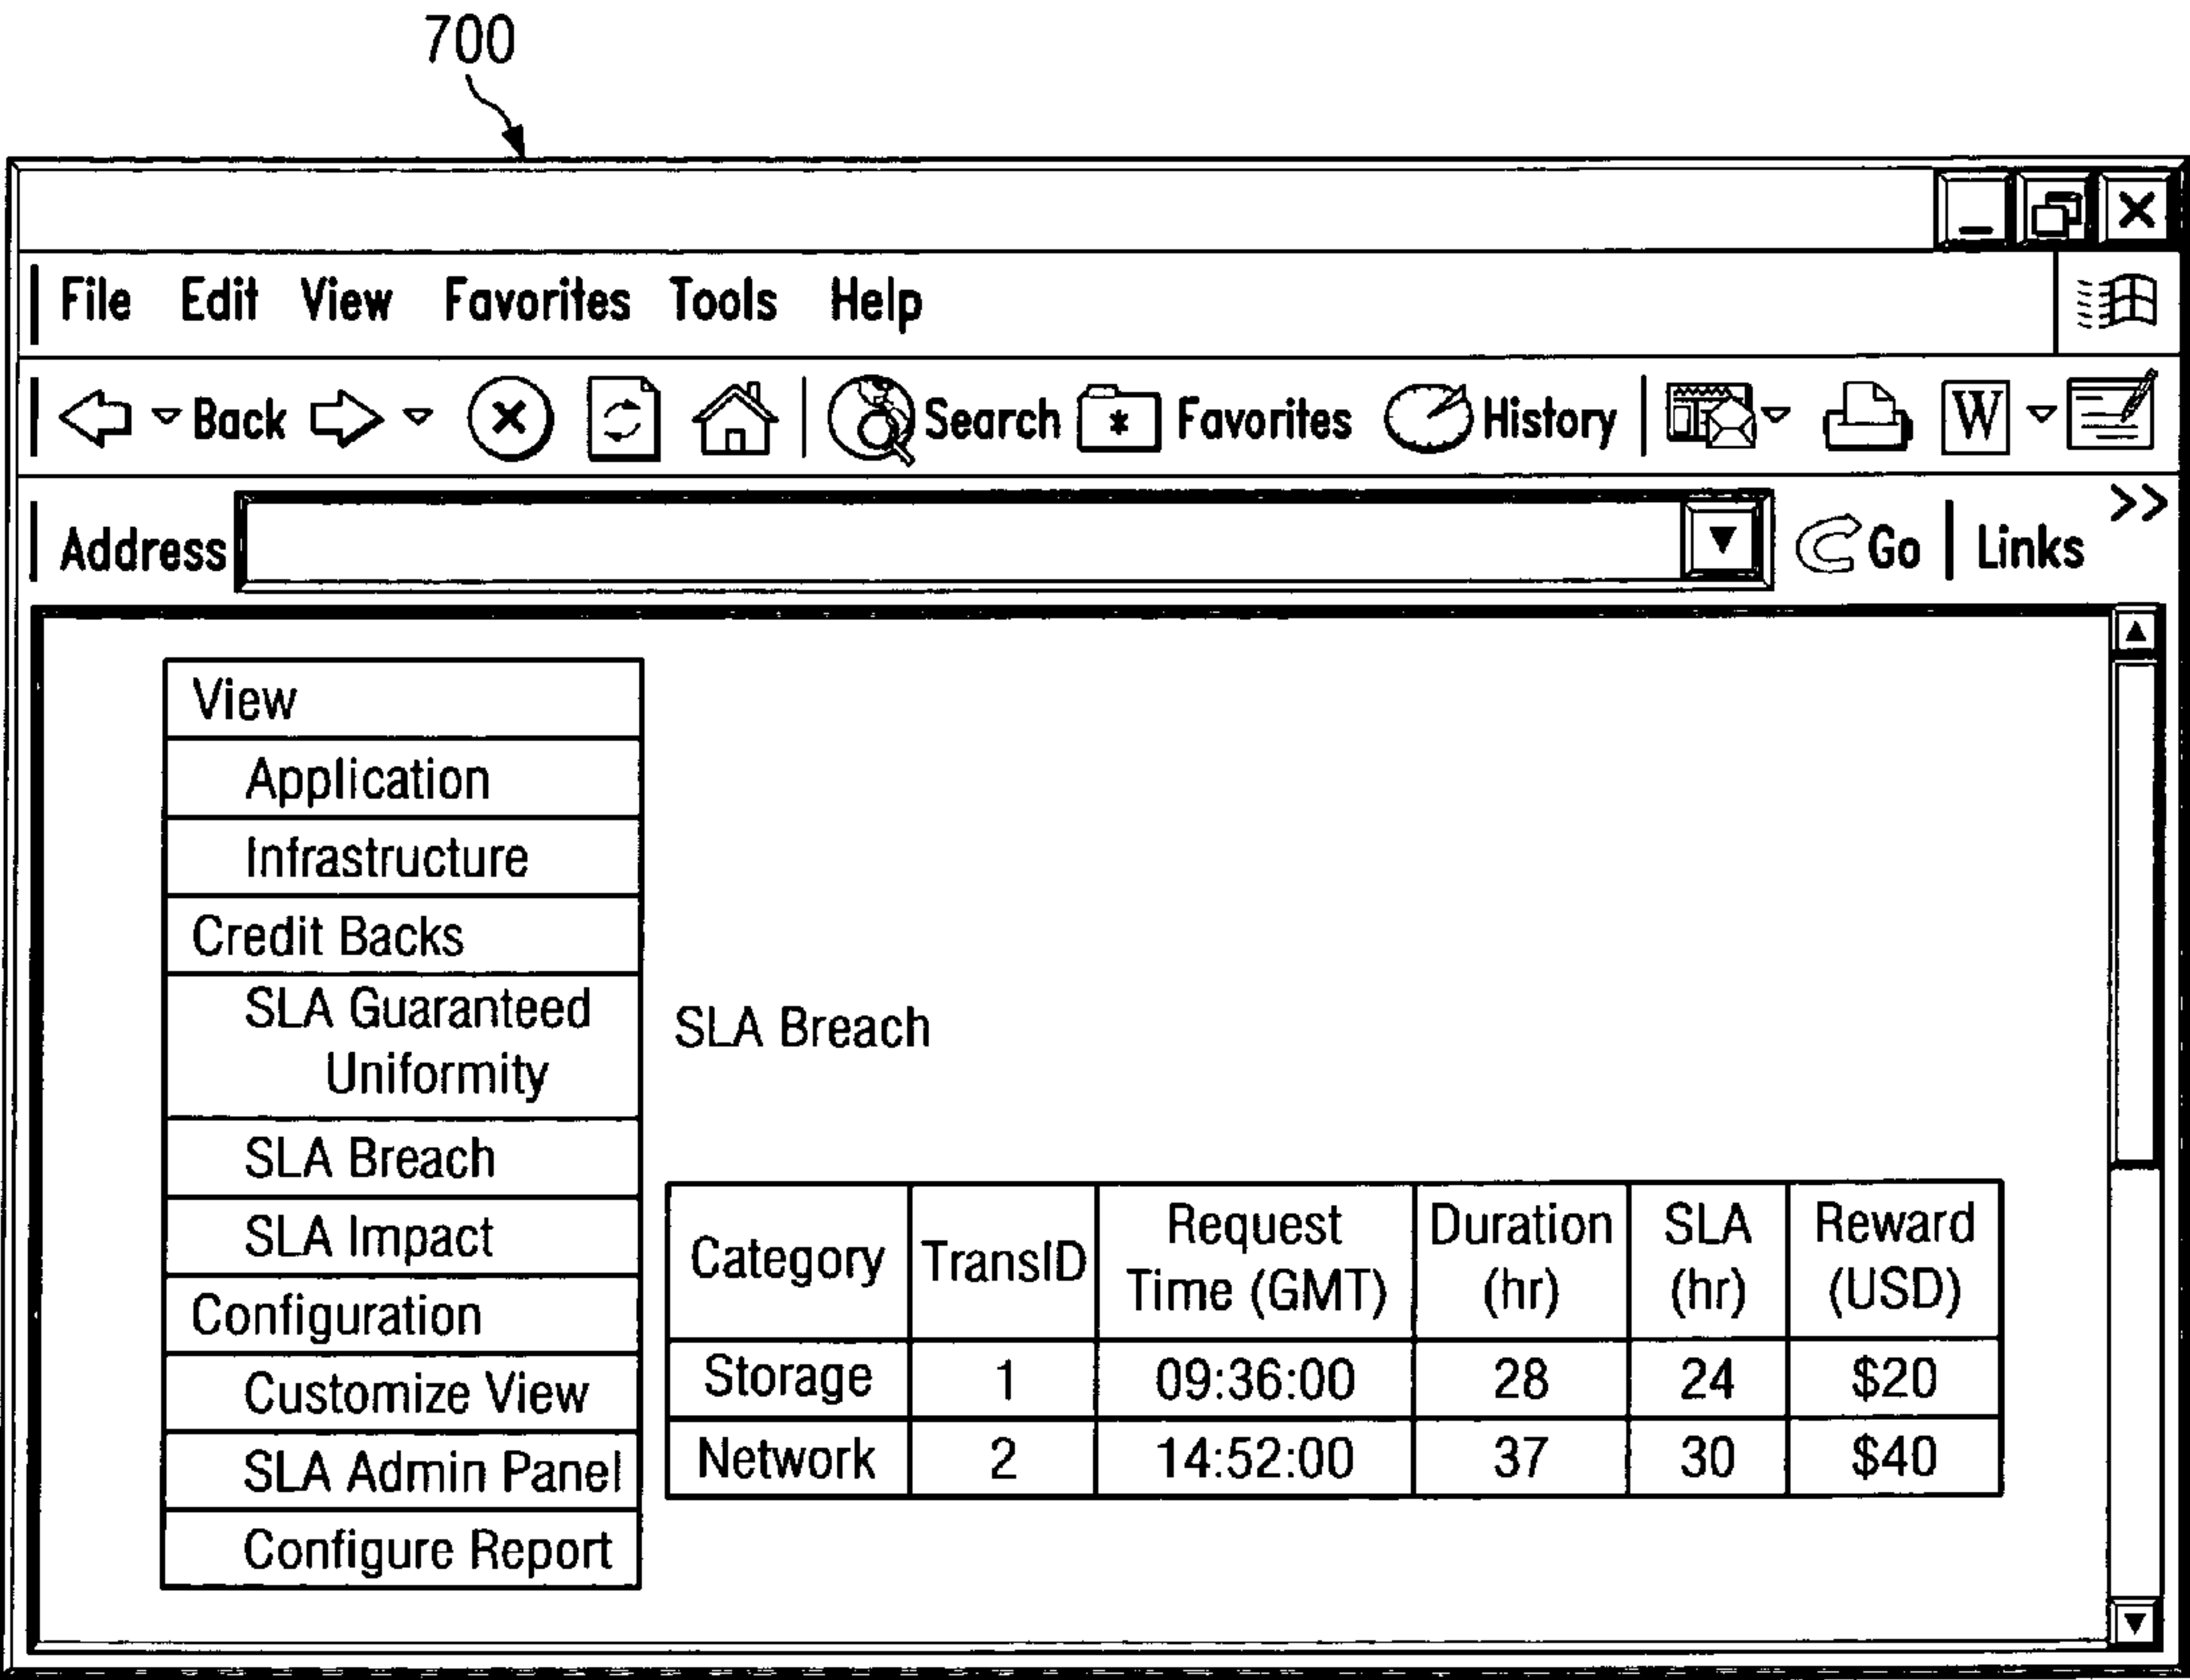 700
File Edit View Favorites Tools Help
Back Search Favorites History W
Address Go Links >>
View
Application
Infrastructure
Credit Backs
SLA Guaranteed
Uniformity
SLA Breach
SLA Impact
Configuration
Customize View
SLA Admin Panel
Configure Report
SLA Breach
Category TransID Request Time (GMT) Duration (hr) SLA (hr) Reward (USD)
Storage 1 09:36:00 28 24 $20
Network 2 14:52:00 37 30 $40